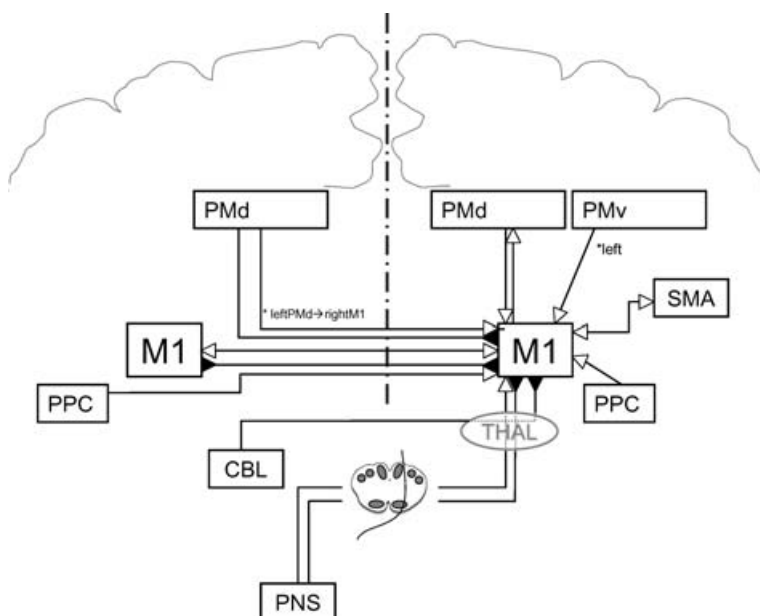 PMd
PMd
PMv
*left
SMA
* leftPMd→rightM1
M1
M1
PPC
PPC
THAL
CBL
PNS